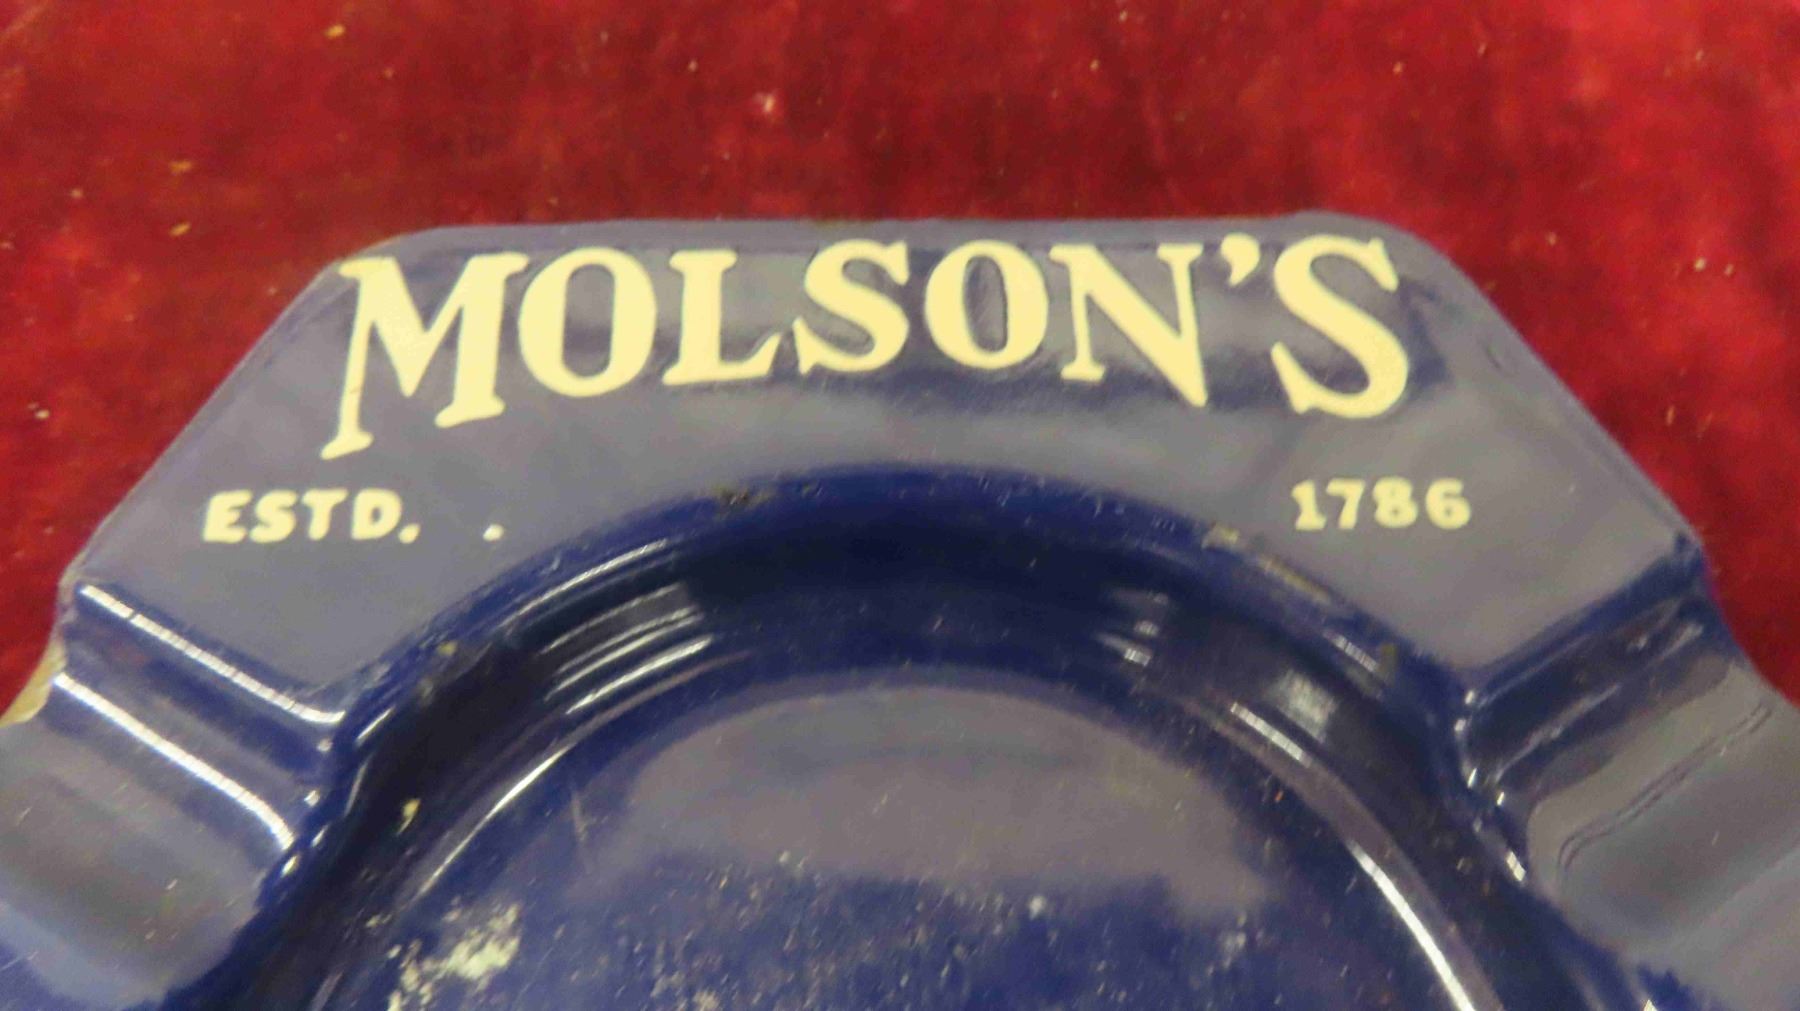 MOLSON'S
ESTD. . 1786